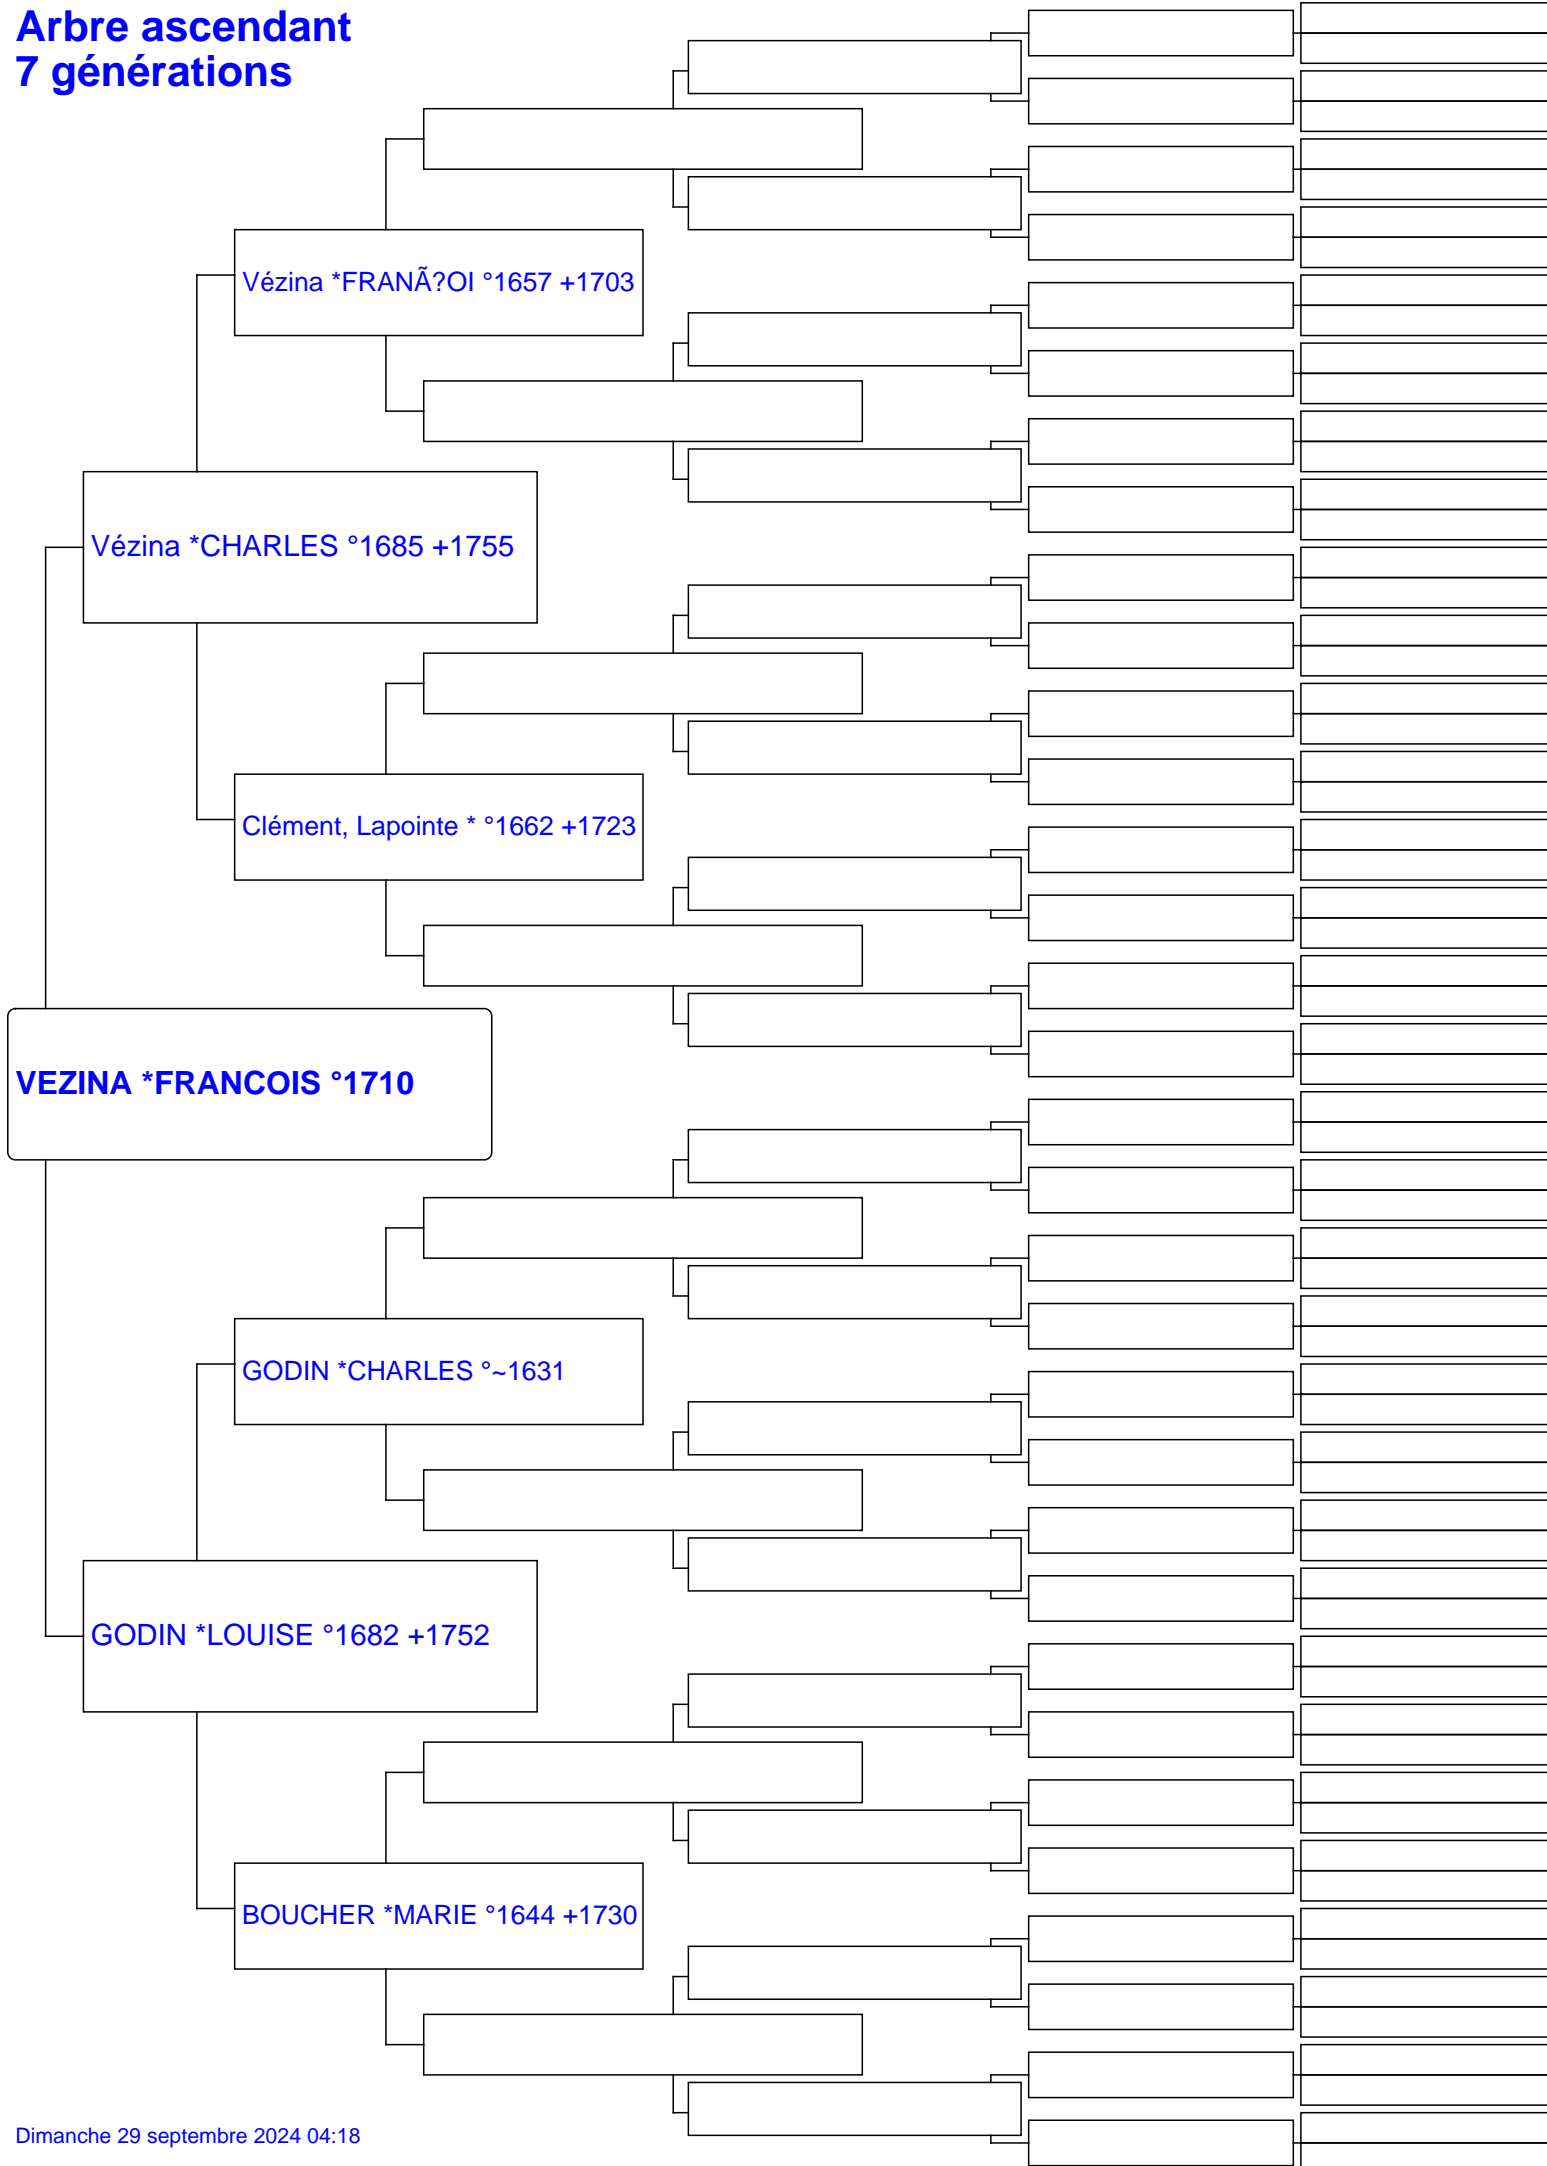 Arbre ascendant
7 générations
Vézina *FRANÃ?OI °1657 +1703
Vézina *CHARLES °1685 +1755
Clément, Lapointe * °1662 +1723
VEZINA *FRANCOIS °1710
GODIN *CHARLES °~1631
GODIN *LOUISE °1682 +1752
BOUCHER *MARIE °1644 +1730
Dimanche 29 septembre 2024 04:18